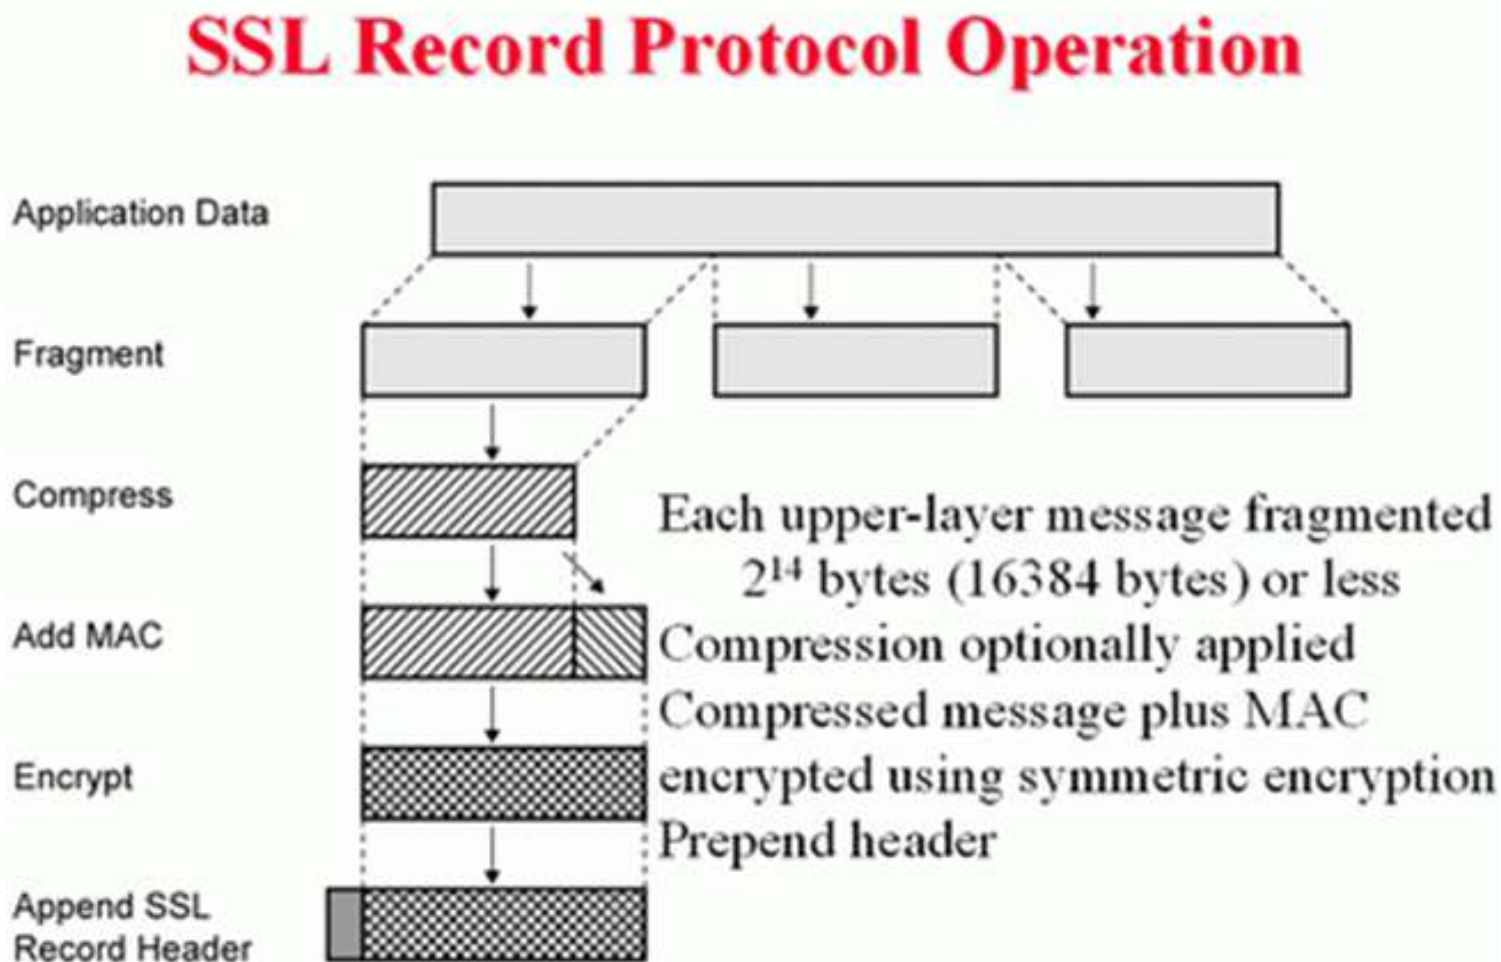 SSL Record Protocol Operation
Application Data
Fragment
Compress
Add MAC
Encrypt
Append SSL
Record Header
Each upper-layer message fragmented
2¹⁴ bytes (16384 bytes) or less
Compression optionally applied
Compressed message plus MAC
encrypted using symmetric encryption
Prepend header